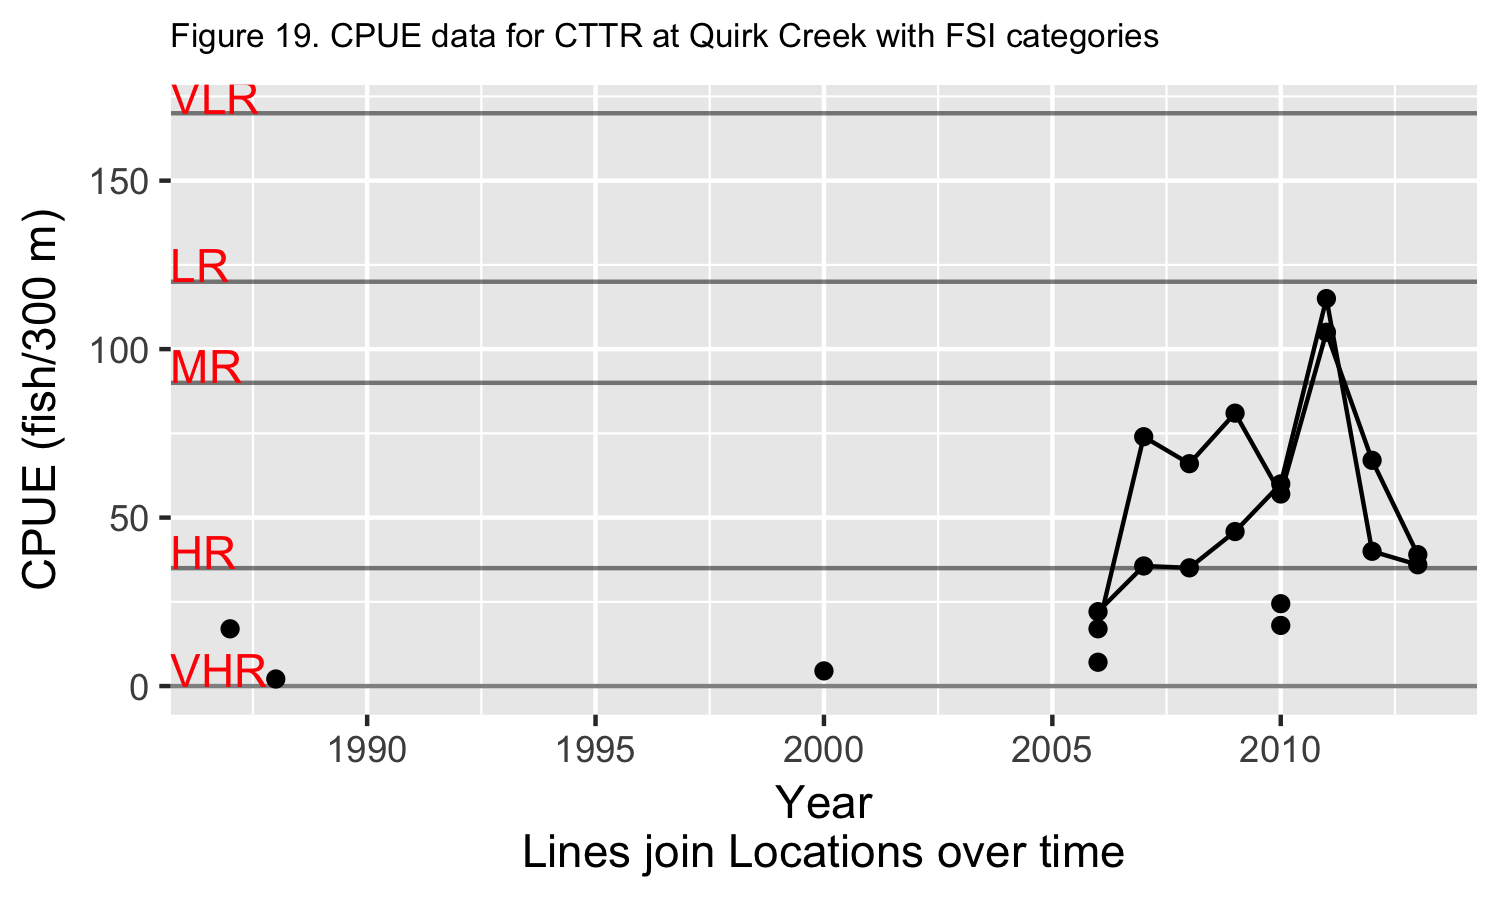 Figure 19. CPUE data for CTTR at Quirk Creek with FSI categories
VLR
150
LR
100
MR
50
HR
VHR
0
CPUE (fish/300 m)
1990 1995 2000 2005 2010
Year
Lines join Locations over time